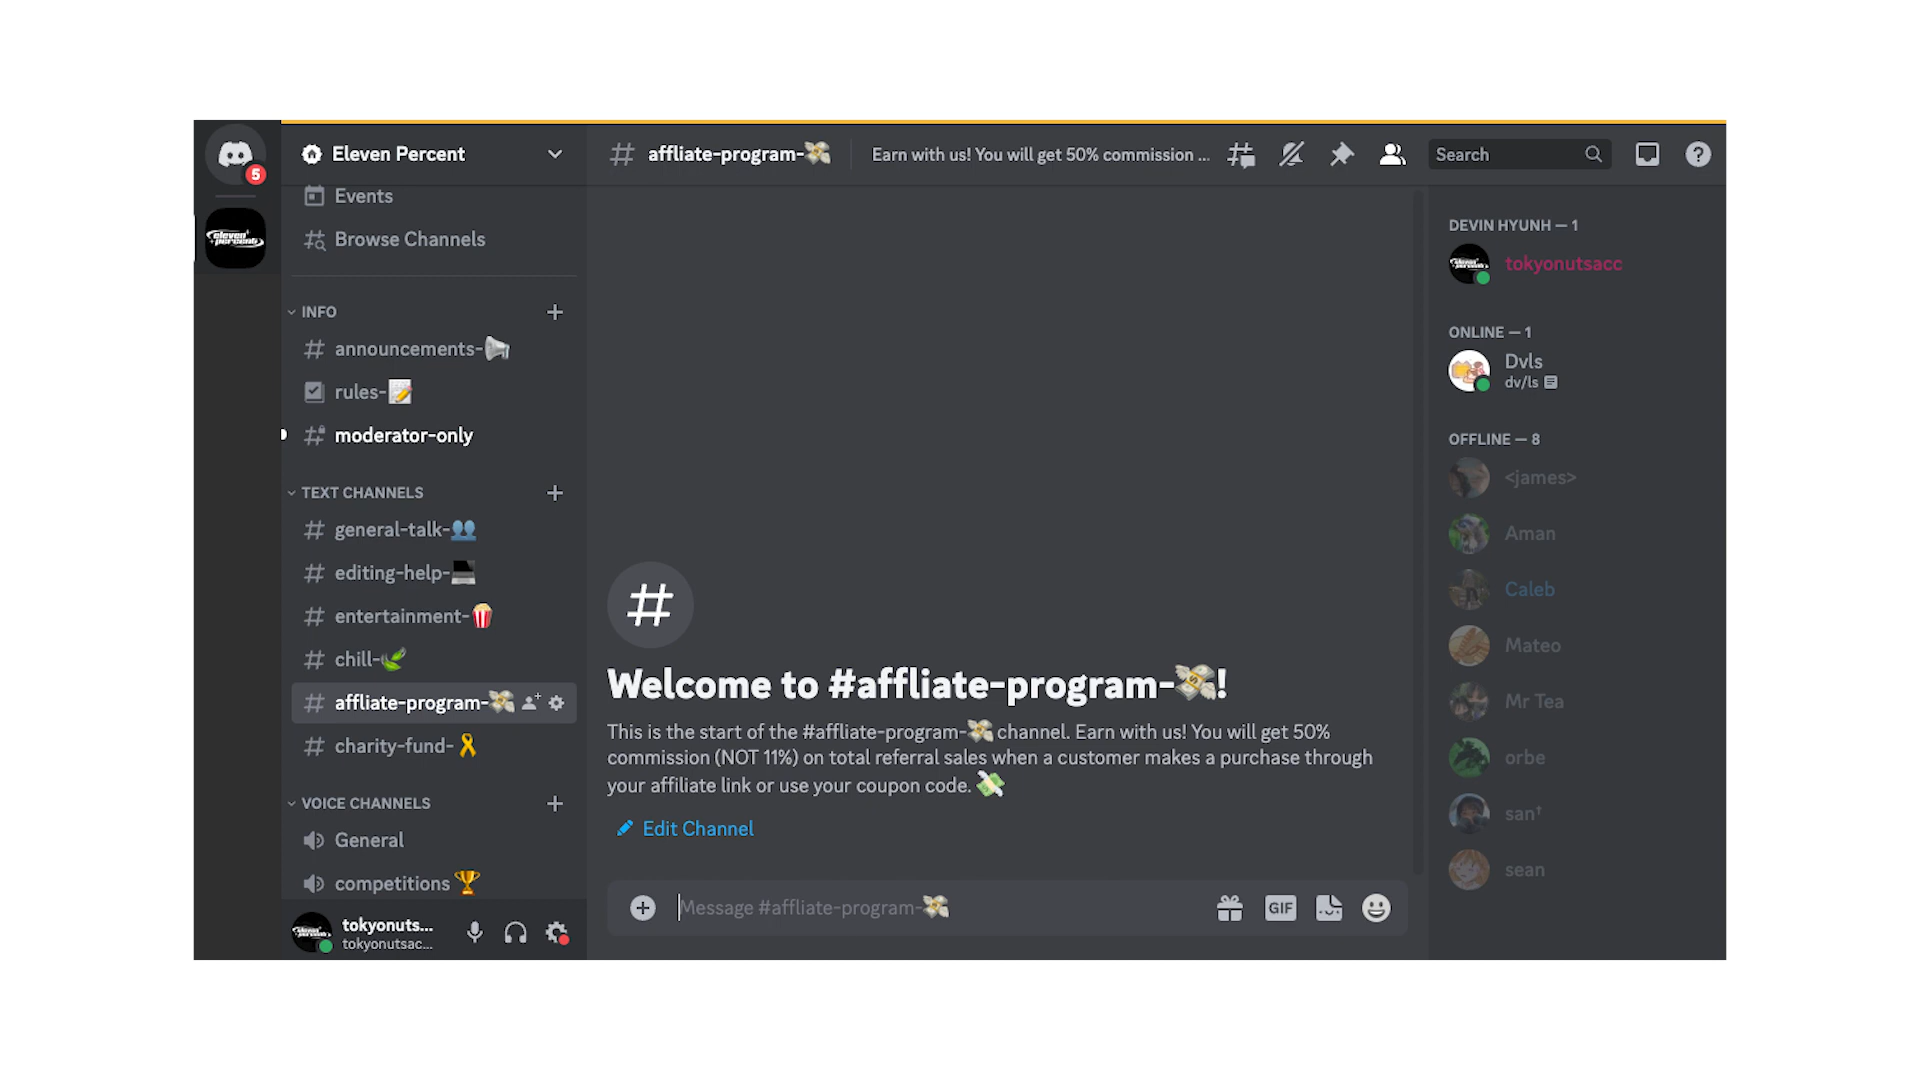 5
eleven
percent
Eleven Percent
Events
Browse Channels
INFO
announcements-📢
rules-📝
moderator-only
TEXT CHANNELS
general-talk-👥
editing-help-💻
entertainment-🍿
chill-🍃
affliate-program-💸
charity-fund-🎗
VOICE CHANNELS
General
competitions 🏆
tokyonuts...
tokyonutsac...
# affliate-program-💸
Earn with us! You will get 50% commission ...
Search
Welcome to #affliate-program-💸!
This is the start of the #affliate-program-💸 channel. Earn with us! You will get 50%
commission (NOT 11%) on total referral sales when a customer makes a purchase through
your affiliate link or use your coupon code. 💸
Edit Channel
Message #affliate-program-💸
GIF
DEVIN HYUNH — 1
tokyonutsacc
ONLINE — 1
Dvls
dv/ls
OFFLINE — 8
<james>
Aman
Caleb
Mateo
Mr Tea
orbe
san†
sean